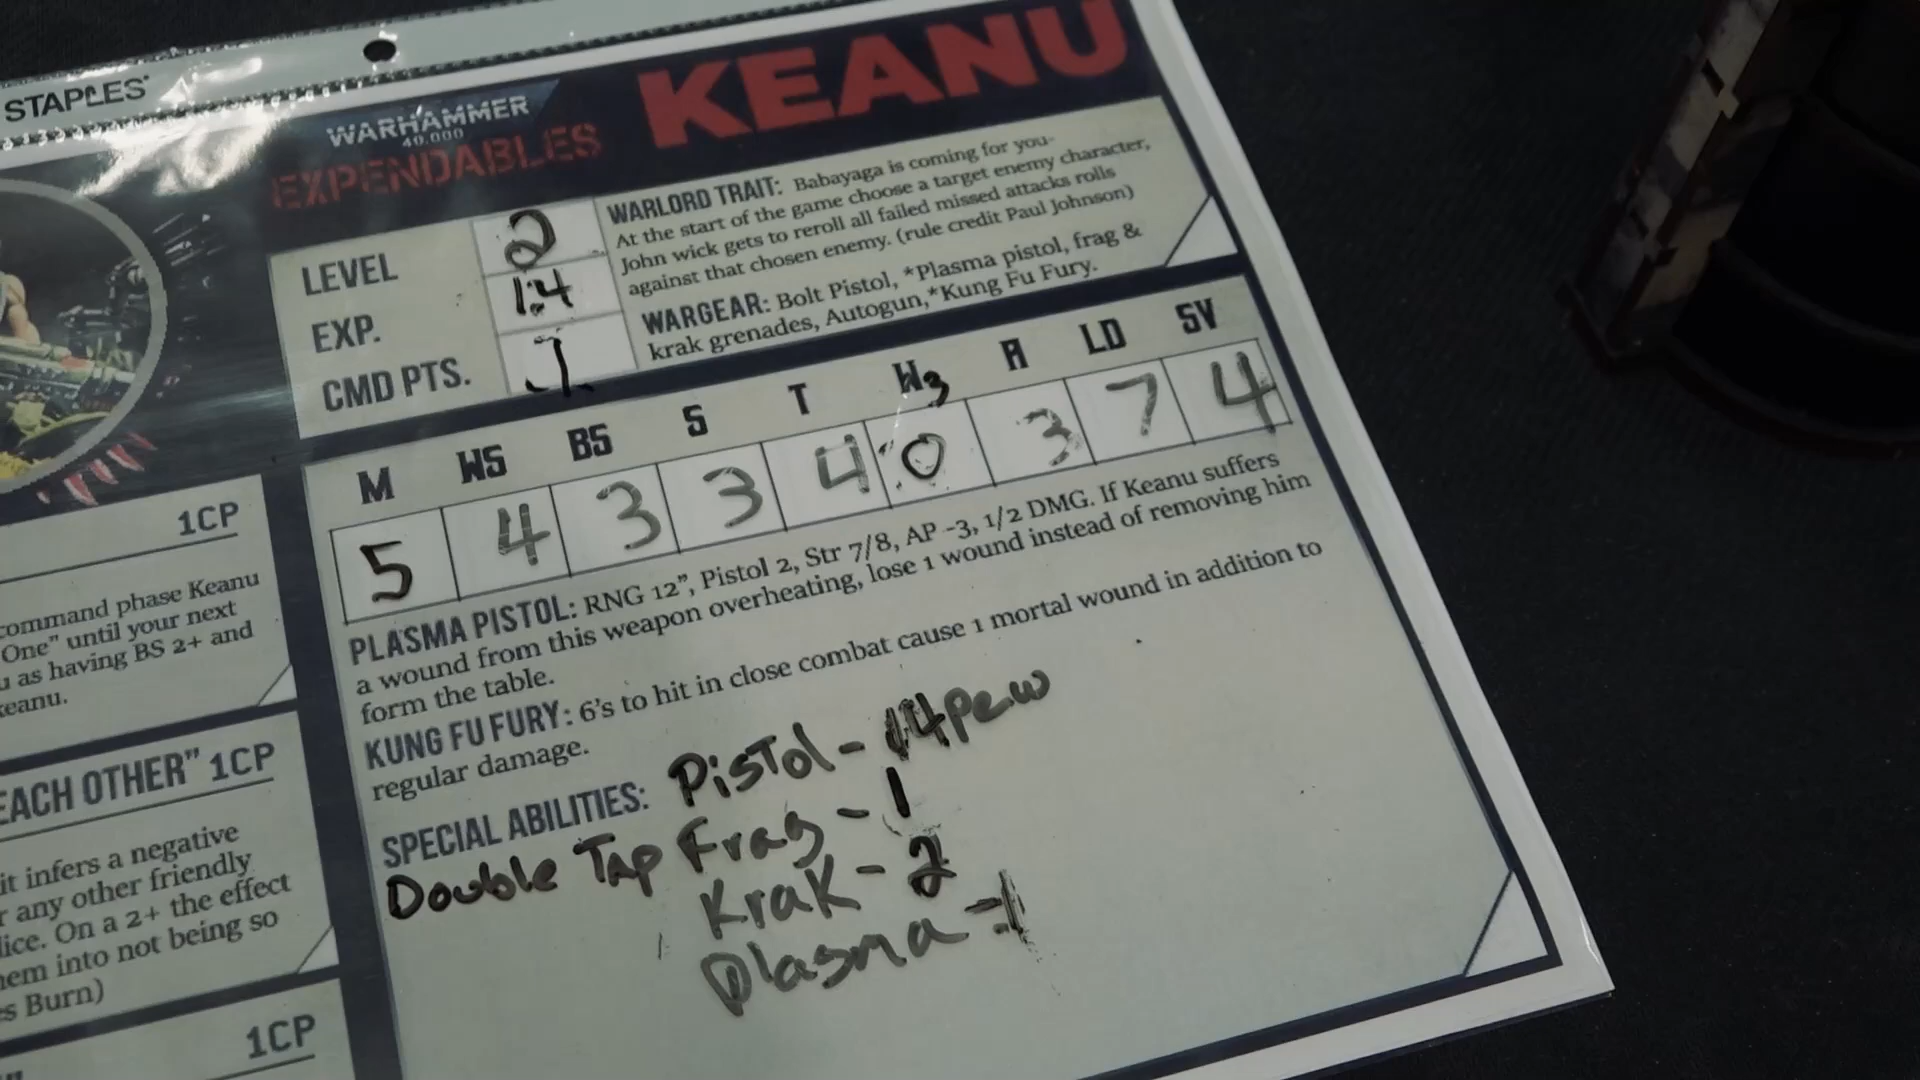 STAPLES
WARHAMMER
40,000
EXPENDABLES
KEANU
LEVEL 2
EXP. 14
CMD PTS. 1
WARLORD TRAIT: Babayaga is coming for you-
At the start of the game choose a target enemy character,
John wick gets to reroll all failed missed attacks rolls
against that chosen enemy. (rule credit Paul Johnson)
WARGEAR: Bolt Pistol, *Plasma pistol, frag &
krak grenades, Autogun,*Kung Fu Fury.
M WS BS S T W3 A LD SV
5 4 3 3 4 0 3 7 4
PLASMA PISTOL: RNG 12”, Pistol 2, Str 7/8, AP -3, 1/2 DMG. If Keanu suffers
a wound from this weapon overheating, lose 1 wound instead of removing him
form the table.
KUNG FU FURY: 6’s to hit in close combat cause 1 mortal wound in addition to
regular damage.
SPECIAL ABILITIES: Pistol - 14 pew
Double Tap Frag - 1
Krak - 2
Plasma - 1
1CP
command phase Keanu
One” until your next
as having BS 2+ and
eanu.
EACH OTHER” 1CP
it infers a negative
any other friendly
ice. On a 2+ the effect
em into not being so
s Burn)
1CP